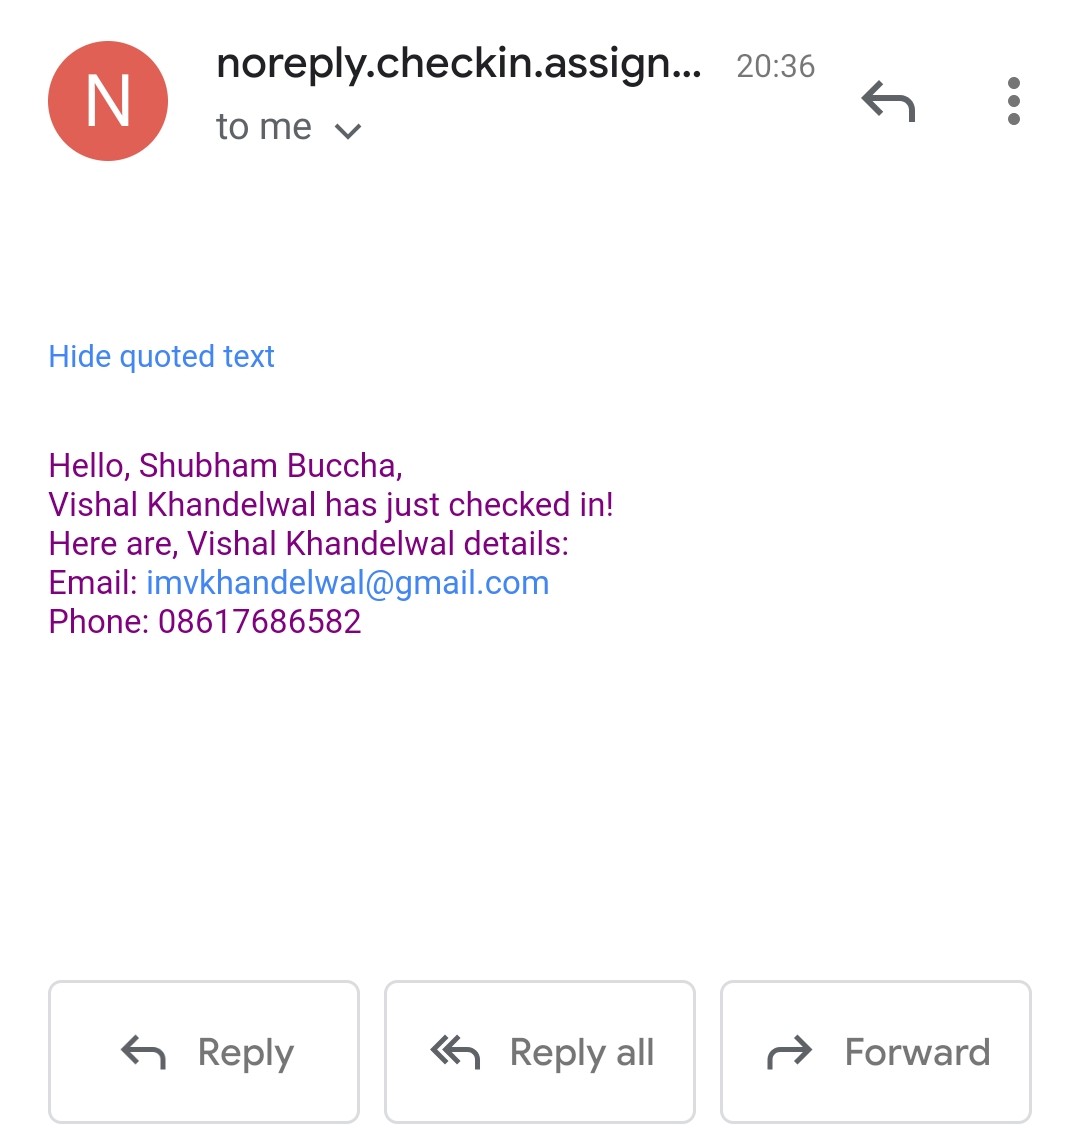 N
noreply.checkin.assign... 20:36
to me
Hide quoted text
Hello, Shubham Buccha,
Vishal Khandelwal has just checked in!
Here are, Vishal Khandelwal details:
Email: imvkhandelwal@gmail.com
Phone: 08617686582
Reply Reply all Forward